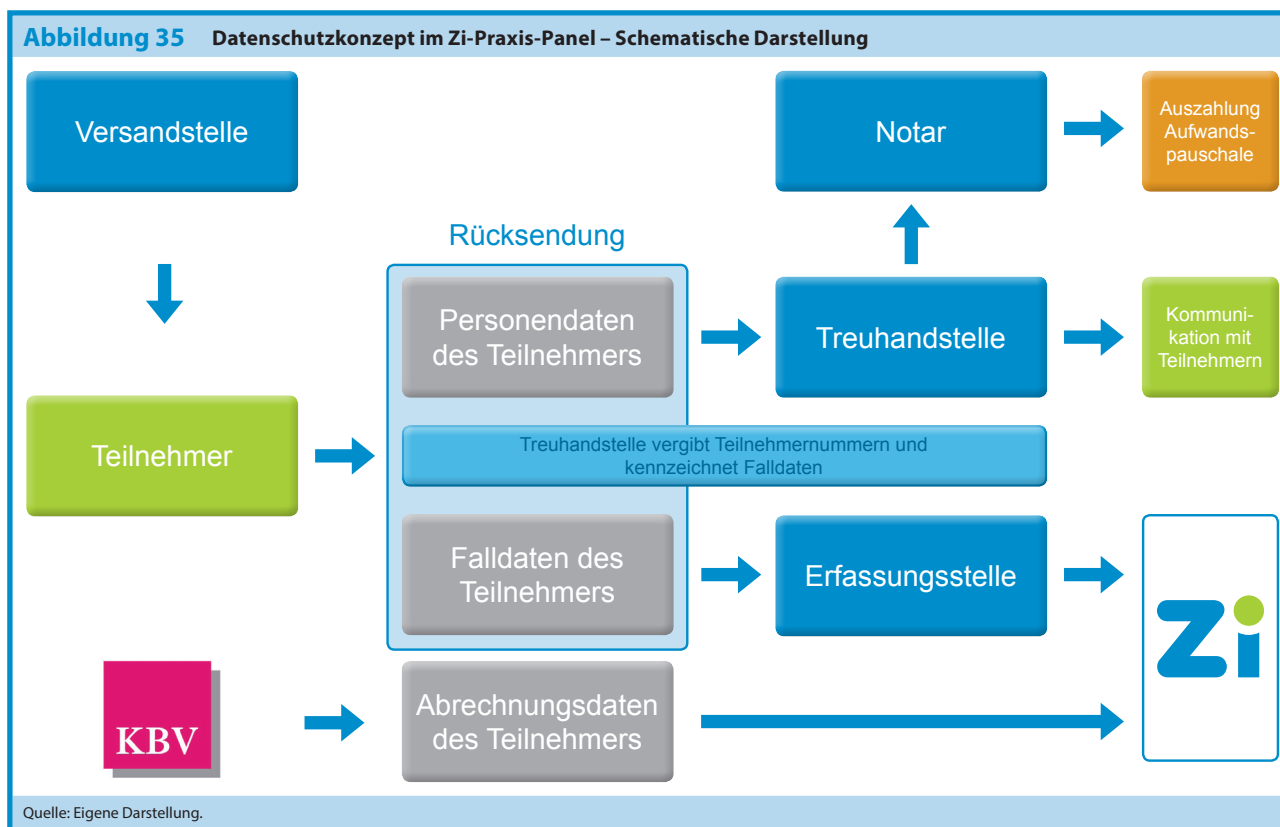 Abbildung 35 Datenschutzkonzept im Zi-Praxis-Panel – Schematische Darstellung
Versandstelle
Notar
Auszahlung
Aufwands-
pauschale
Rücksendung
Personendaten
des Teilnehmers
Treuhandstelle
Kommuni-
kation mit
Teilnehmern
Teilnehmer
Treuhandstelle vergibt Teilnehmernummern und
kennzeichnet Falldaten
Falldaten des
Teilnehmers
Erfassungsstelle
Zi
KBV
Abrechnungsdaten
des Teilnehmers
Quelle: Eigene Darstellung.